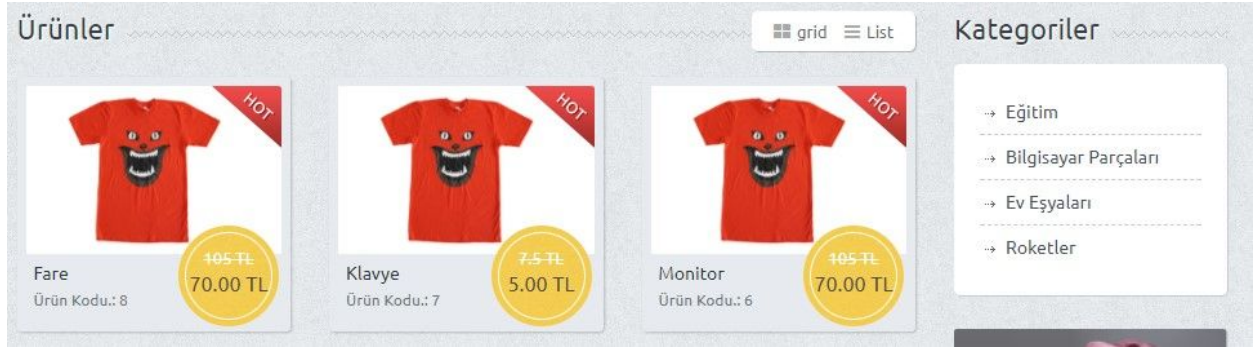 Ürünler
grid List
HOT
105 TL
70.00 TL
Fare
Ürün Kodu.: 8
HOT
7.5 TL
5.00 TL
Klavye
Ürün Kodu.: 7
HOT
105 TL
70.00 TL
Monitor
Ürün Kodu.: 6
Kategoriler
Eğitim
Bilgisayar Parçaları
Ev Eşyaları
Roketler